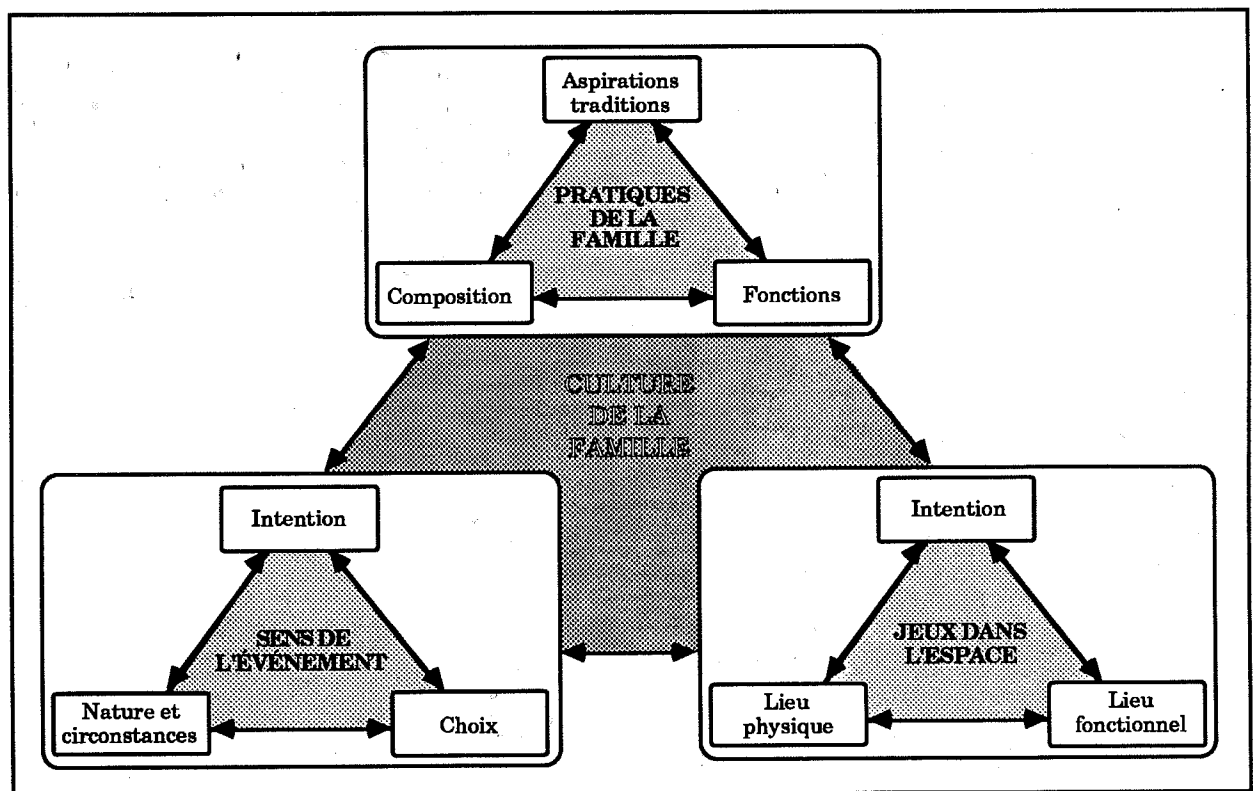 Aspirations
traditions
PRATIQUES
DE LA
FAMILLE
Composition
Fonctions
CULTURE
DE LA
FAMILLE
Intention
SENS DE
L'ÉVÉNEMENT
Nature et
circonstances
Choix
Intention
JEUX DANS
L'ESPACE
Lieu
physique
Lieu
fonctionnel